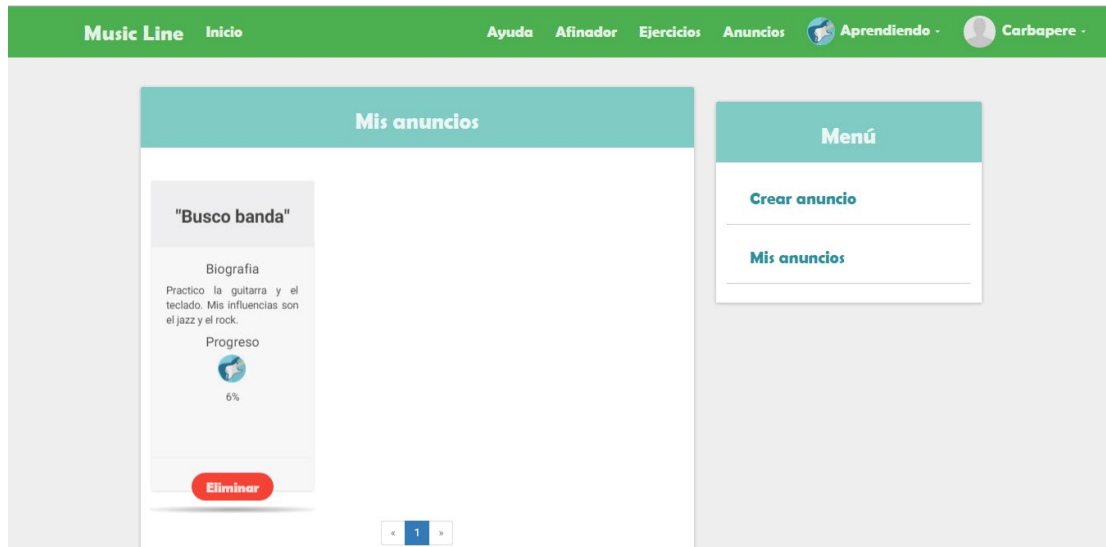 Music Line Inicio Ayuda Afinador Ejercicios Anuncios Aprendiendo - Carbapere -
Mis anuncios
"Busco banda"
Biografia
Practico la guitarra y el
teclado. Mis influencias son
el jazz y el rock.
Progreso
6%
Eliminar
« 1 »
Menú
Crear anuncio
Mis anuncios